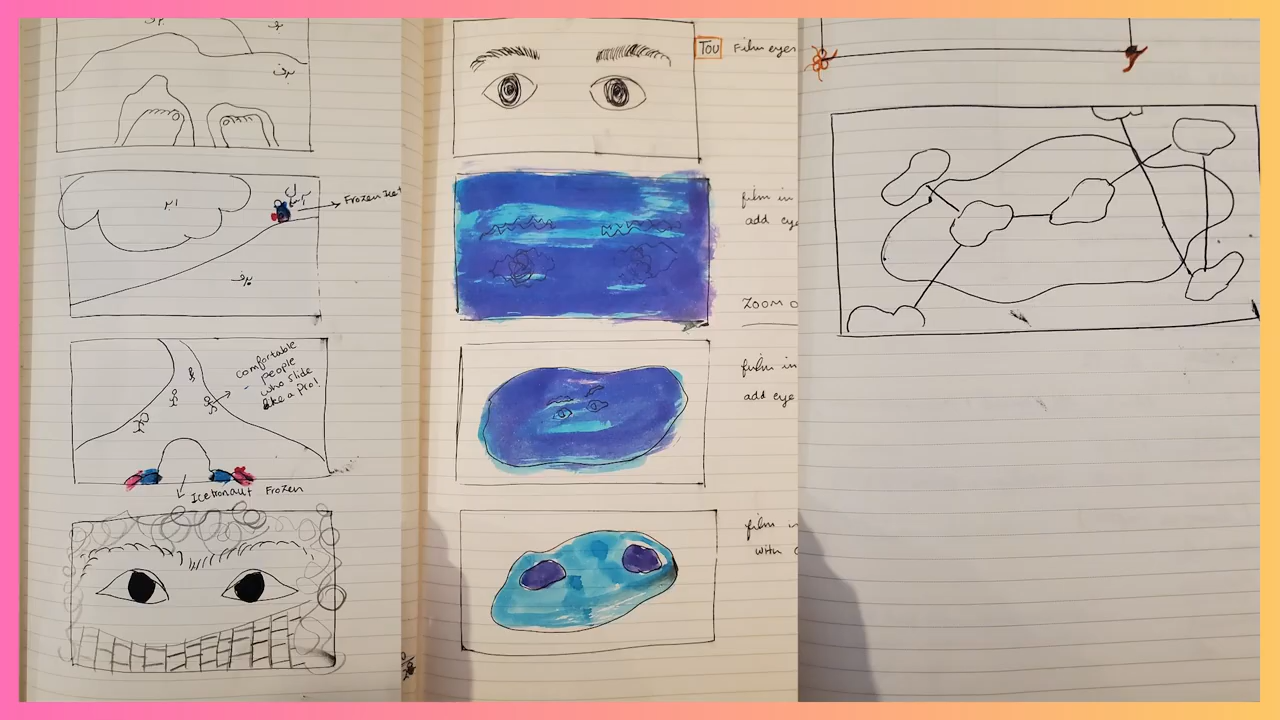 برف
ابر
Frozen Ice
برف
comfortable
people
who slide
like a Pro!
Icetronaut Frozen
Tou
Film eyes
film in
add eye
ZOOM O
film in
add eye
film in
with